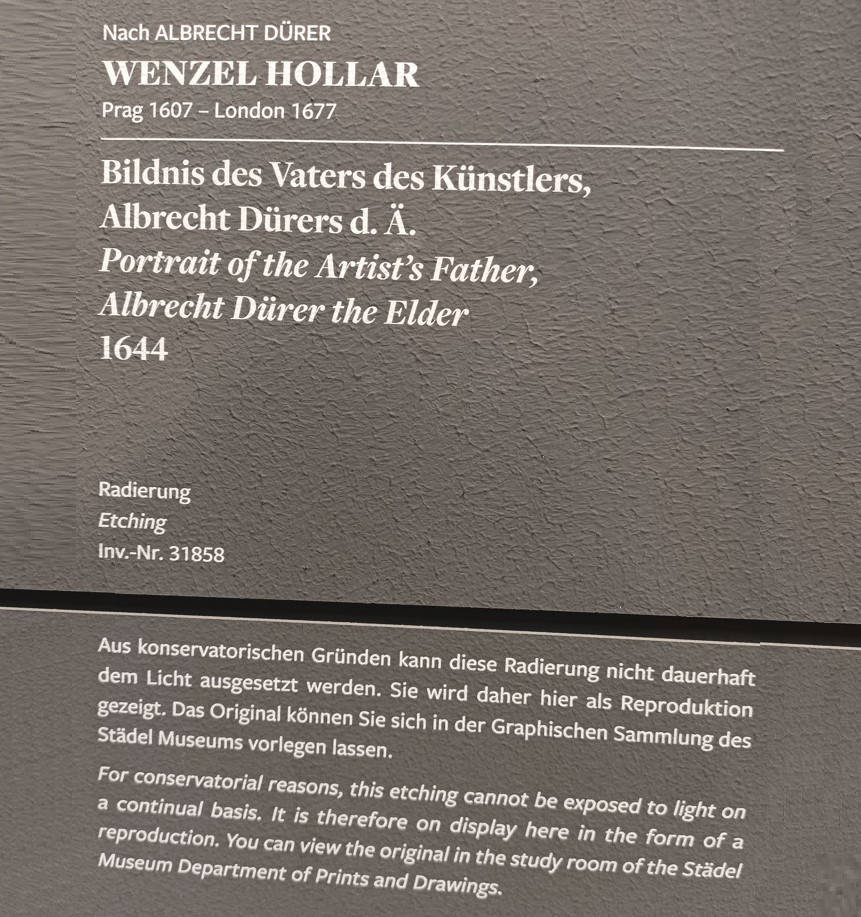 Nach ALBRECHT DÜRER
WENZEL HOLLAR
Prag 1607 – London 1677
Bildnis des Vaters des Künstlers,
Albrecht Dürers d. Ä.
Portrait of the Artist's Father,
Albrecht Dürer the Elder
1644
Radierung
Etching
Inv.-Nr. 31858
Aus konservatorischen Gründen kann diese Radierung nicht dauerhaft
dem Licht ausgesetzt werden. Sie wird daher hier als Reproduktion
gezeigt. Das Original können Sie sich in der Graphischen Sammlung des
Städel Museums vorlegen lassen.
For conservatorial reasons, this etching cannot be exposed to light on
a continual basis. It is therefore on display here in the form of a
reproduction. You can view the original in the study room of the Städel
Museum Department of Prints and Drawings.